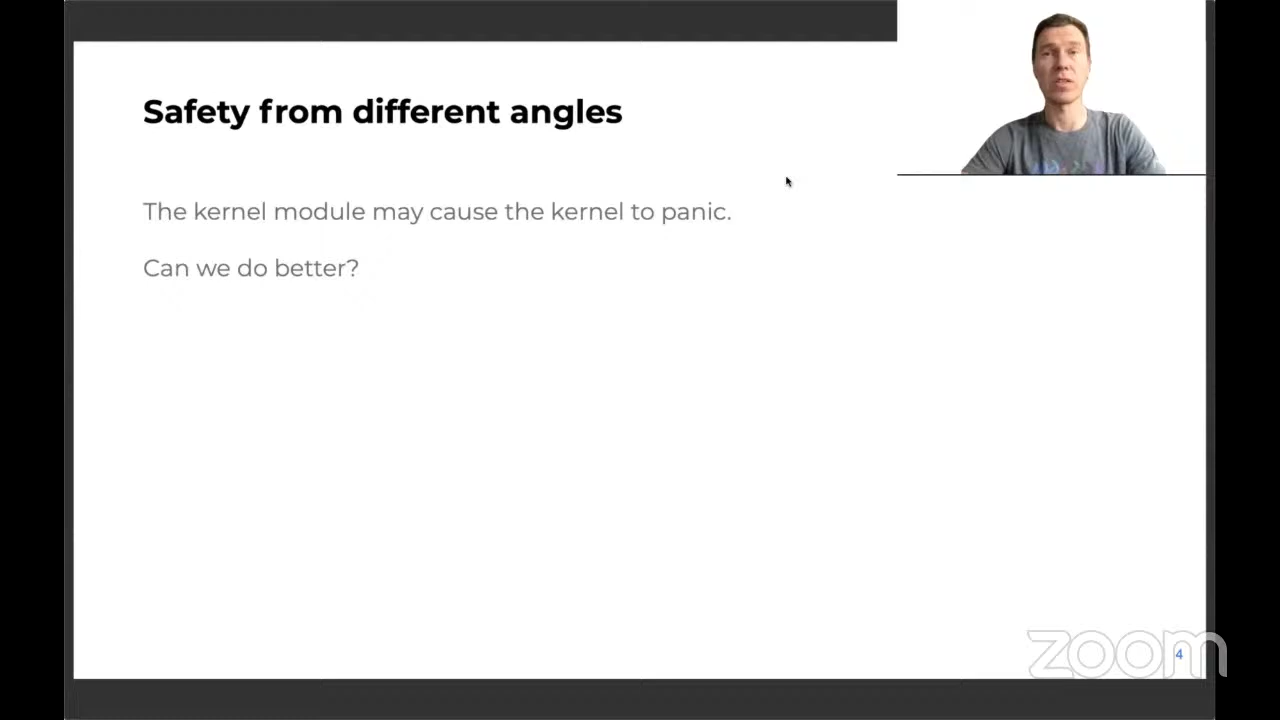 Safety from different angles
The kernel module may cause the kernel to panic.
Can we do better?
zoom
4